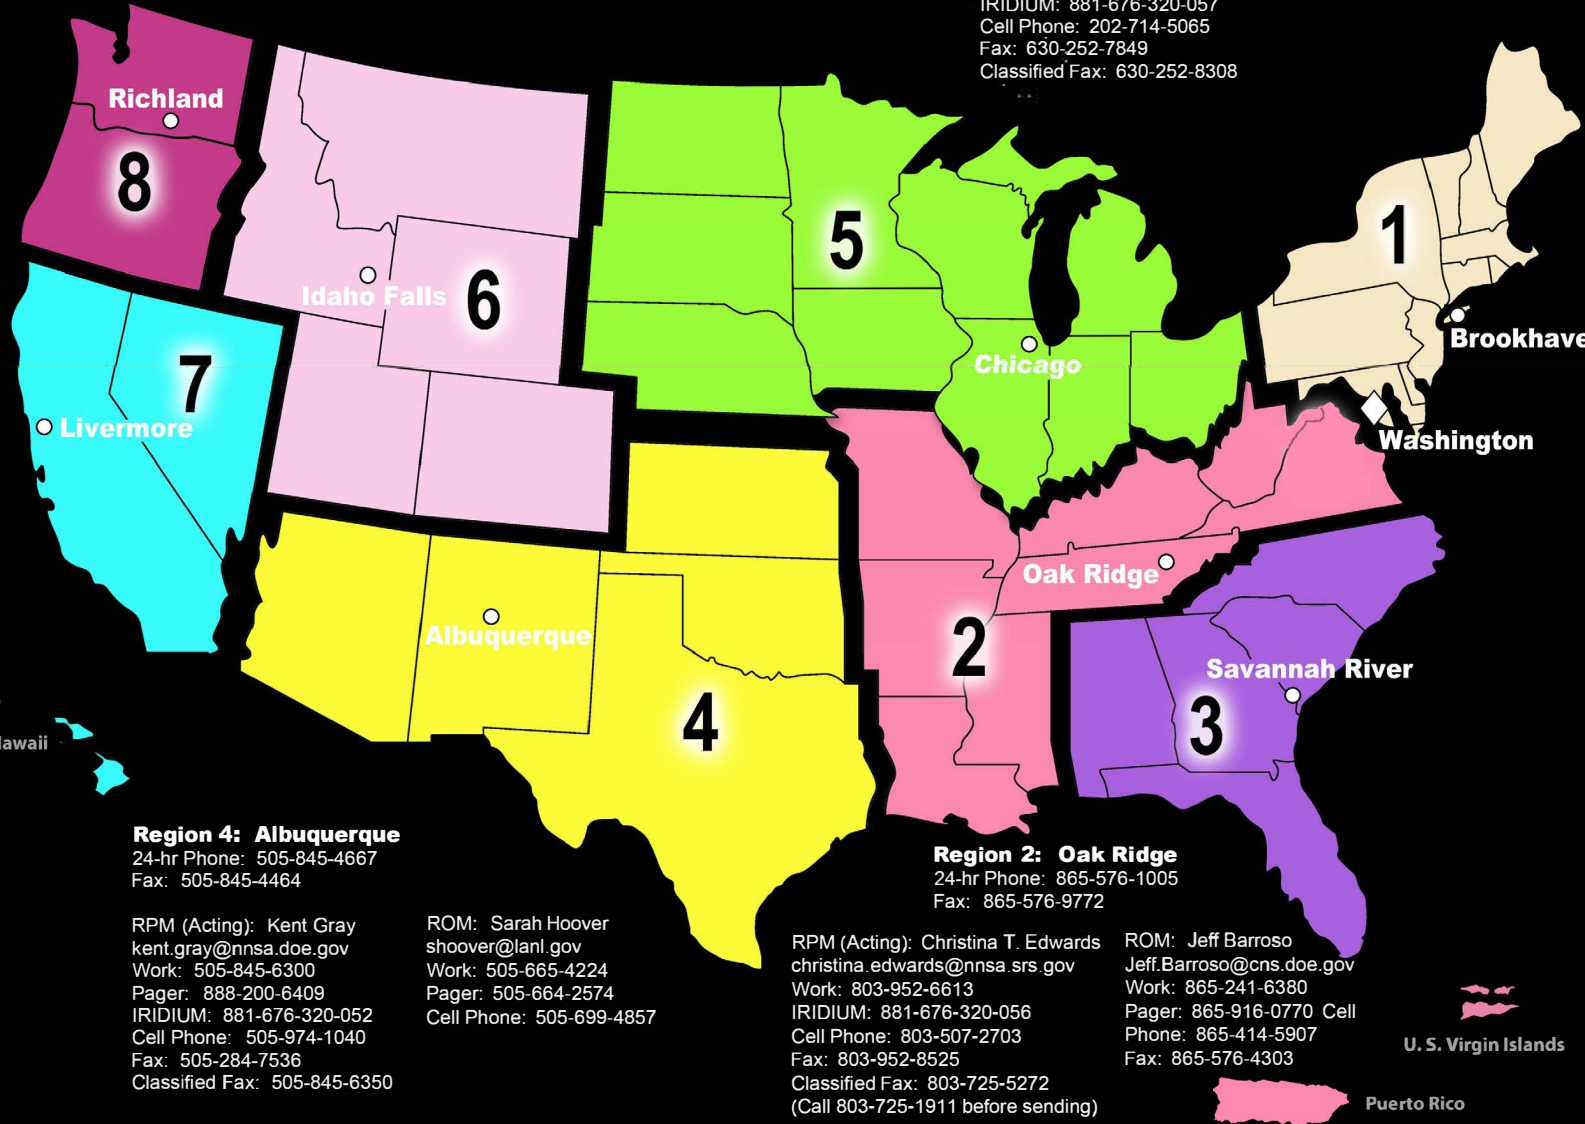 IRIDIUM: 881-676-320-057
Cell Phone: 202-714-5065
Fax: 630-252-7849
Classified Fax: 630-252-8308
Richland
8
Idaho Falls
6
5
1
Brookhave
7
Chicago
Livermore
Washington
Oak Ridge
Albuquerque
2
Savannah River
4
3
awaii
Region 4: Albuquerque
24-hr Phone: 505-845-4667
Fax: 505-845-4464
RPM (Acting): Kent Gray
kent.gray@nnsa.doe.gov
Work: 505-845-6300
Pager: 888-200-6409
IRIDIUM: 881-676-320-052
Cell Phone: 505-974-1040
Fax: 505-284-7536
Classified Fax: 505-845-6350
ROM: Sarah Hoover
shoover@lanl.gov
Work: 505-665-4224
Pager: 505-664-2574
Cell Phone: 505-699-4857
Region 2: Oak Ridge
24-hr Phone: 865-576-1005
Fax: 865-576-9772
RPM (Acting): Christina T. Edwards
christina.edwards@nnsa.srs.gov
Work: 803-952-6613
IRIDIUM: 881-676-320-056
Cell Phone: 803-507-2703
Fax: 803-952-8525
Classified Fax: 803-725-5272
(Call 803-725-1911 before sending)
ROM: Jeff Barroso
Jeff.Barroso@cns.doe.gov
Work: 865-241-6380
Pager: 865-916-0770 Cell
Phone: 865-414-5907
Fax: 865-576-4303
U. S. Virgin Islands
Puerto Rico